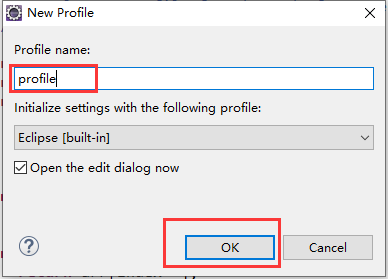 New Profile
Profile name:
profile
Initialize settings with the following profile:
Eclipse [built-in]
Open the edit dialog now
OK
Cancel